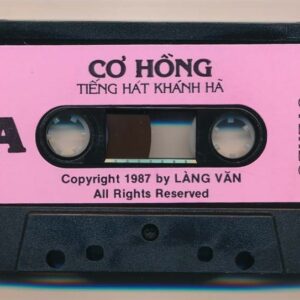 CƠ HỒNG
TIẾNG HÁT KHÁNH HÀ
A
Copyright 1987 by LÀNG VĂN
All Rights Reserved